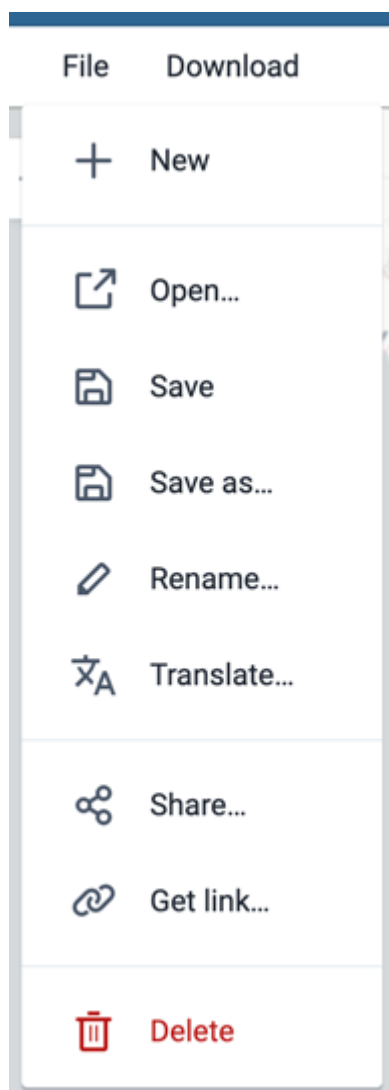 File Download
New
Open…
Save
Save as…
Rename…
Translate…
Share…
Get link…
Delete